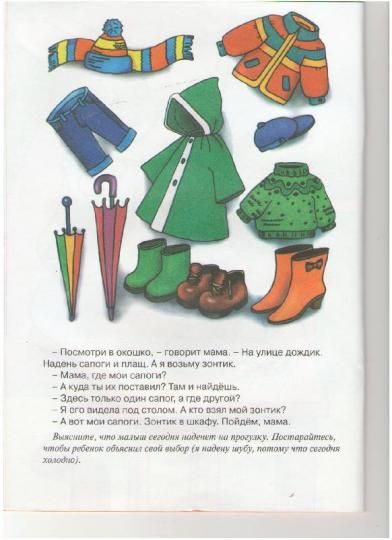 – Посмотри в окошко, – говорит мама. – На улице дождик.
Надень сапоги и плащ. А я возьму зонтик.
– Мама, где мои сапоги?
– А куда ты их поставил? Там и найдёшь.
– Здесь только один сапог, а где другой?
– Я его видела под столом. А кто взял мой зонтик?
– А вот мои сапоги. Зонтик в шкафу. Пойдём, мама.
Выясните, что малыш сегодня наденет на прогулку. Постарайтесь,
чтобы ребенок объяснил свой выбор (я надену шубу, потому что сегодня
холодно).